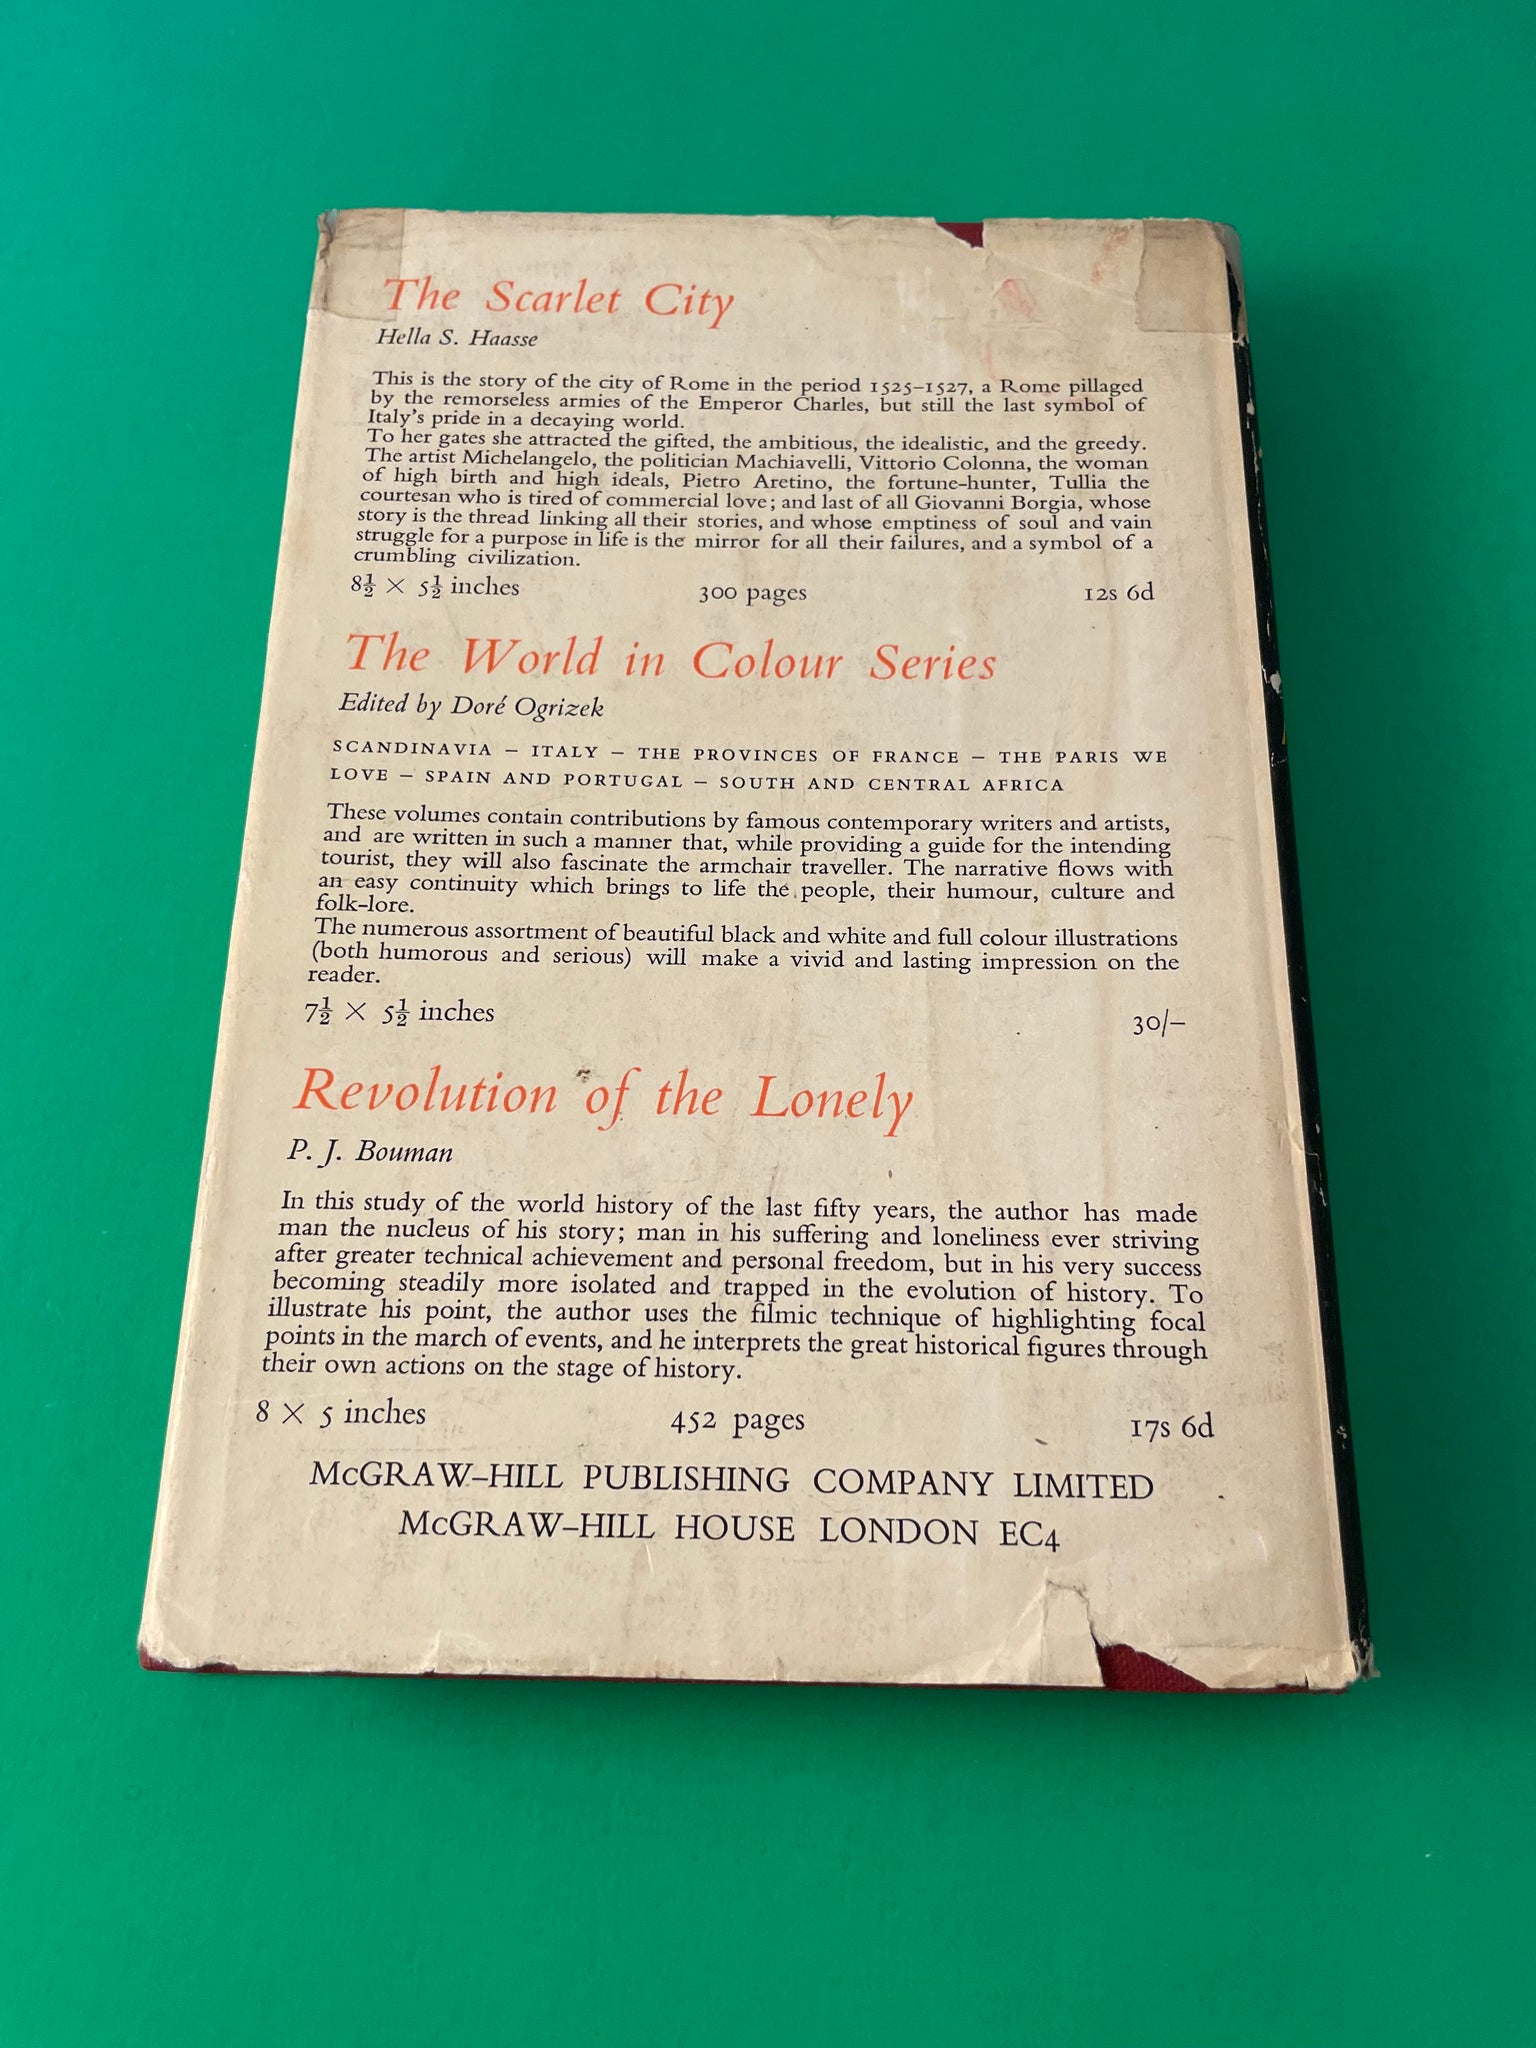 The Scarlet City
Hella S. Haasse
This is the story of the city of Rome in the period 1525–1527, a Rome pillaged
by the remorseless armies of the Emperor Charles, but still the last symbol of
Italy's pride in a decaying world.
To her gates she attracted the gifted, the ambitious, the idealistic, and the greedy.
The artist Michelangelo, the politician Machiavelli, Vittorio Colonna, the woman
of high birth and high ideals, Pietro Aretino, the fortune-hunter, Tullia the
courtesan who is tired of commercial love; and last of all Giovanni Borgia, whose
story is the thread linking all their stories, and whose emptiness of soul and vain
struggle for a purpose in life is the mirror for all their failures, and a symbol of a
crumbling civilization.
8½ × 5½ inches 300 pages 12s 6d
The World in Colour Series
Edited by Doré Ogrizek
SCANDINAVIA – ITALY – THE PROVINCES OF FRANCE – THE PARIS WE
LOVE – SPAIN AND PORTUGAL – SOUTH AND CENTRAL AFRICA
These volumes contain contributions by famous contemporary writers and artists,
and are written in such a manner that, while providing a guide for the intending
tourist, they will also fascinate the armchair traveller. The narrative flows with
an easy continuity which brings to life the people, their humour, culture and
folk-lore.
The numerous assortment of beautiful black and white and full colour illustrations
(both humorous and serious) will make a vivid and lasting impression on the
reader.
7½ × 5½ inches 30/–
Revolution of the Lonely
P. J. Bouman
In this study of the world history of the last fifty years, the author has made
man the nucleus of his story; man in his suffering and loneliness ever striving
after greater technical achievement and personal freedom, but in his very success
becoming steadily more isolated and trapped in the evolution of history. To
illustrate his point, the author uses the filmic technique of highlighting focal
points in the march of events, and he interprets the great historical figures through
their own actions on the stage of history.
8 × 5 inches 452 pages 17s 6d
McGRAW–HILL PUBLISHING COMPANY LIMITED
McGRAW–HILL HOUSE LONDON EC4